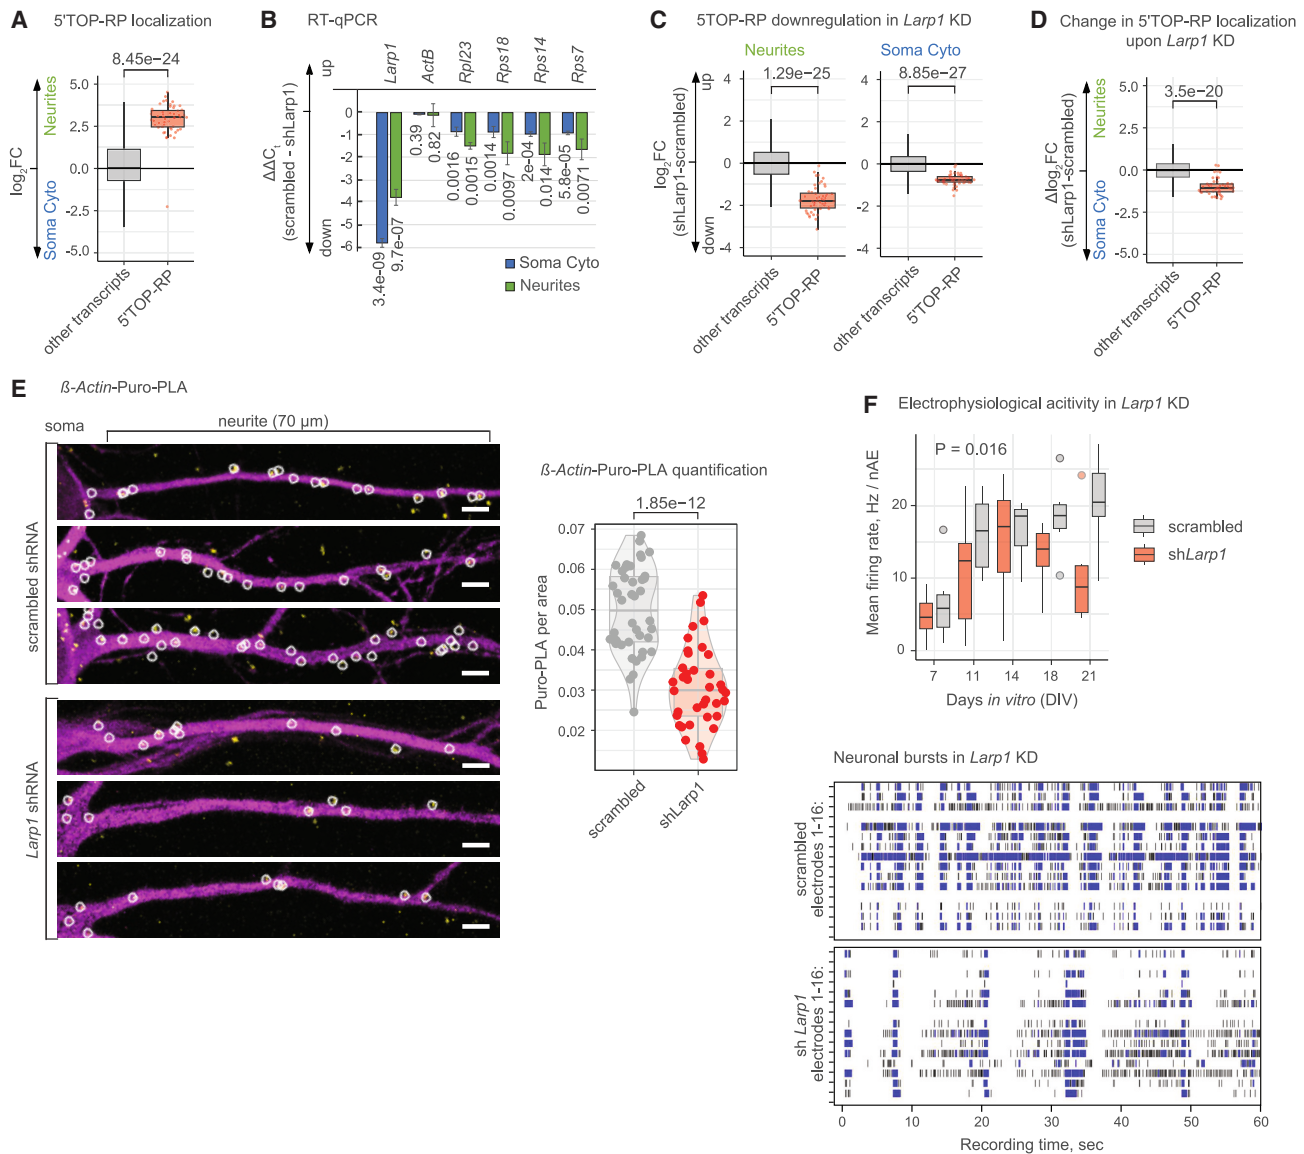 A
5'TOP-RP localization
8.45e−24
Neurites
log2FC
Soma Cyto
5.0
2.5
0.0
-2.5
-5.0
other transcripts
5'TOP-RP
B
RT-qPCR
up
ΔΔCt
(scrambled - shLarp1)
down
Larp1
ActB
Rpl23
Rps18
Rps14
Rps7
0
-1
-2
-3
-4
-5
-6
3.4e−09
9.7e−07
0.39
0.82
0.0016
0.0015
0.0014
0.0097
2e−04
0.014
5.8e−05
0.0071
Soma Cyto
Neurites
C
5TOP-RP downregulation in Larp1 KD
Neurites
Soma Cyto
1.29e−25
8.85e−27
up
log2FC
(shLarp1-scrambled)
down
4
2
0
-2
-4
4
2
0
-2
-4
other transcripts
5'TOP-RP
other transcripts
5'TOP-RP
D
Change in 5'TOP-RP localization
upon Larp1 KD
3.5e−20
Neurites
Δlog2FC
(shLarp1-scrambled)
Soma Cyto
5.0
2.5
0.0
-2.5
-5.0
other transcripts
5'TOP-RP
E
ß-Actin-Puro-PLA
soma
neurite (70 µm)
scrambled shRNA
Larp1 shRNA
ß-Actin-Puro-PLA quantification
1.85e−12
Puro-PLA per area
0.07
0.06
0.05
0.04
0.03
0.02
scrambled
shLarp1
F
Electrophysiological acitivity in Larp1 KD
P = 0.016
Mean firing rate, Hz / nAE
20
10
0
7
11
14
18
21
Days in vitro (DIV)
scrambled
shLarp1
Neuronal bursts in Larp1 KD
scrambled
electrodes 1-16:
sh Larp1
electrodes 1-16:
0
10
20
30
40
50
60
Recording time, sec